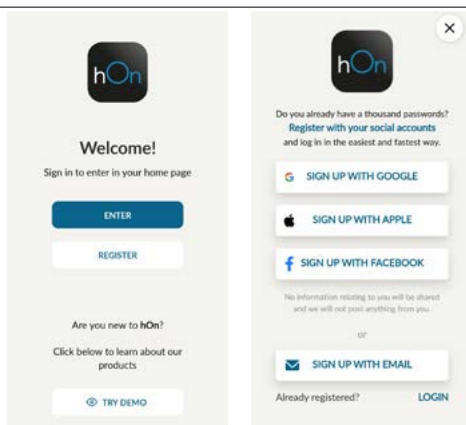 hOn
Welcome!
Sign in to enter in your home page
ENTER
REGISTER
Are you new to hOn?
Click below to learn about our
products
TRY DEMO
hOn
Do you already have a thousand passwords?
Register with your social accounts
and log in in the easiest and fastest way.
SIGN UP WITH GOOGLE
SIGN UP WITH APPLE
SIGN UP WITH FACEBOOK
No information relating to you will be shared
and we will not post anything from you.
or
SIGN UP WITH EMAIL
Already registered? LOGIN